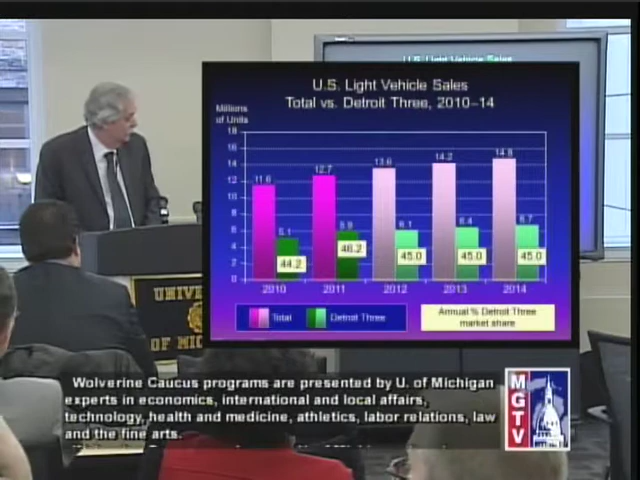 U.S. Light Vehicle Sales
U.S. Light Vehicle Sales
Total vs. Detroit Three, 2010–14
Millions
of Units
18
16
14
12
10
8
6
4
2
0
11.6
12.7
13.6
14.2
14.8
5.1
5.9
6.1
6.4
6.7
44.2
46.2
45.0
45.0
45.0
2010 2011 2012 2013 2014
Total Detroit Three
Annual % Detroit Three
market share
UNIV
OF M
Wolverine Caucus programs are presented by U. of Michigan
experts in economics, international and local affairs,
technology, health and medicine, athletics, labor relations, law
and the fine arts.
MGTV